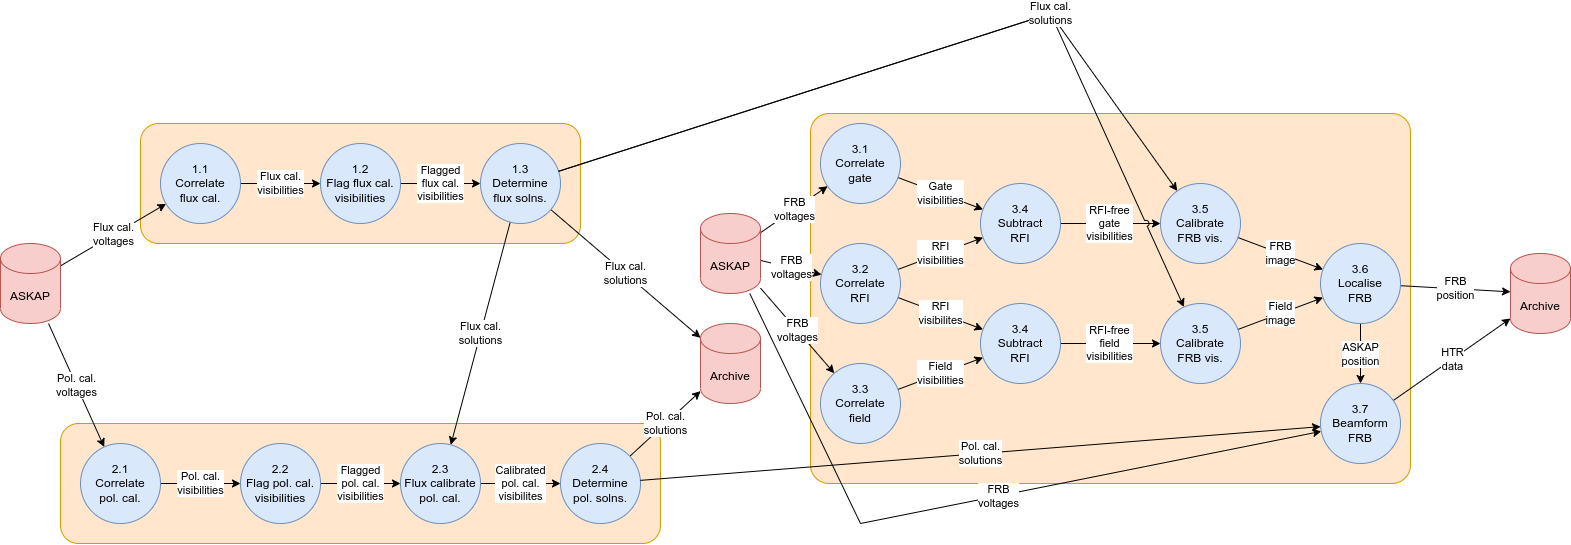 Flux cal.
solutions
1.1
Correlate
flux cal.
Flux cal.
visibilities
1.2
Flag flux cal.
visibilities
Flagged
flux cal.
visibilities
1.3
Determine
flux solns.
Flux cal.
voltages
ASKAP
Pol. cal.
voltages
Flux cal.
solutions
Flux cal.
solutions
Archive
Pol. cal.
solutions
2.1
Correlate
pol. cal.
Pol. cal.
visibilities
2.2
Flag pol. cal.
visibilities
Flagged
pol. cal.
visibilities
2.3
Flux calibrate
pol. cal.
Calibrated
pol. cal.
visibilites
2.4
Determine
pol. solns.
ASKAP
FRB
voltages
FRB
voltages
FRB
voltages
3.1
Correlate
gate
3.2
Correlate
RFI
3.3
Correlate
field
Gate
visibilities
RFI
visibilities
RFI
visibilites
Field
visibilities
3.4
Subtract
RFI
3.4
Subtract
RFI
RFI-free
gate
visibilities
RFI-free
field
visibilities
3.5
Calibrate
FRB vis.
3.5
Calibrate
FRB vis.
FRB
image
Field
image
3.6
Localise
FRB
FRB
position
Archive
ASKAP
position
HTR
data
3.7
Beamform
FRB
Pol. cal.
solutions
FRB
voltages